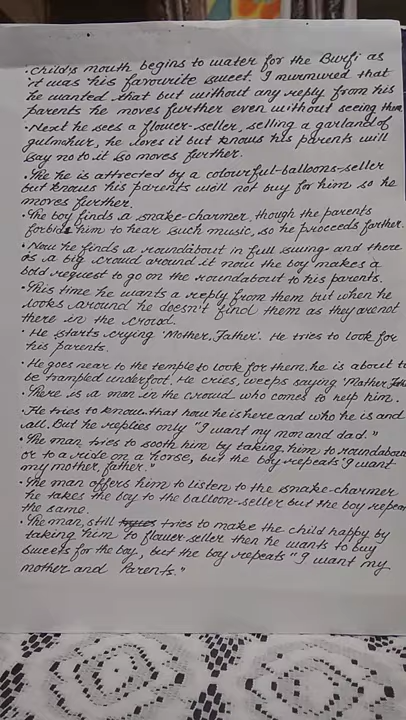 • Child's mouth begins to water for the Burfi as
it was his favourite sweet. I murmured that
he wanted that but without any reply from his
parents he moves further even without seeing them
• Next he sees a flower-seller, selling a garland of
gulmohur, he loves it but knows his parents will
say no to it so moves further.
• The he is attrected by a colourful-balloons-seller
but knows his parents will not buy for him so he
moves further.
• The boy finds a snake-charmer, though the parents
forbids him to hear such music, so he proceeds farther.
• Now he finds a roundabout in full swing- and there
is a big crowd around it now the boy makes a
bold request to go on the roundabout to his parents.
• This time he wants a reply from them but when he
looks around he doesn't find them as they are not
there in the crowd.
• He starts crying 'Mother, Father'. He tries to look for
his parents.
• He goes near to the temple to look for them, he is about to
be trampled underfoot. He cries, weeps saying 'Mother, Fathe
• There is a man in the crowd who comes to help him.
• He tries to know that how he is here and who he is and
all. But he replies only "I want my mom and dad."
• The man tries to sooth him by taking him to roundabou
or to a ride on a horse, but the boy repeats "I want
my mother, father."
• The man offers him to listen to the snake-charmer
he takes the boy to the balloon-seller but the boy repeat
the same.
• The man, still tries to make the child happy by
taking him to flower-seller then he wants to buy
sweets for the boy, but the boy repeats "I want my
mother and Parents."